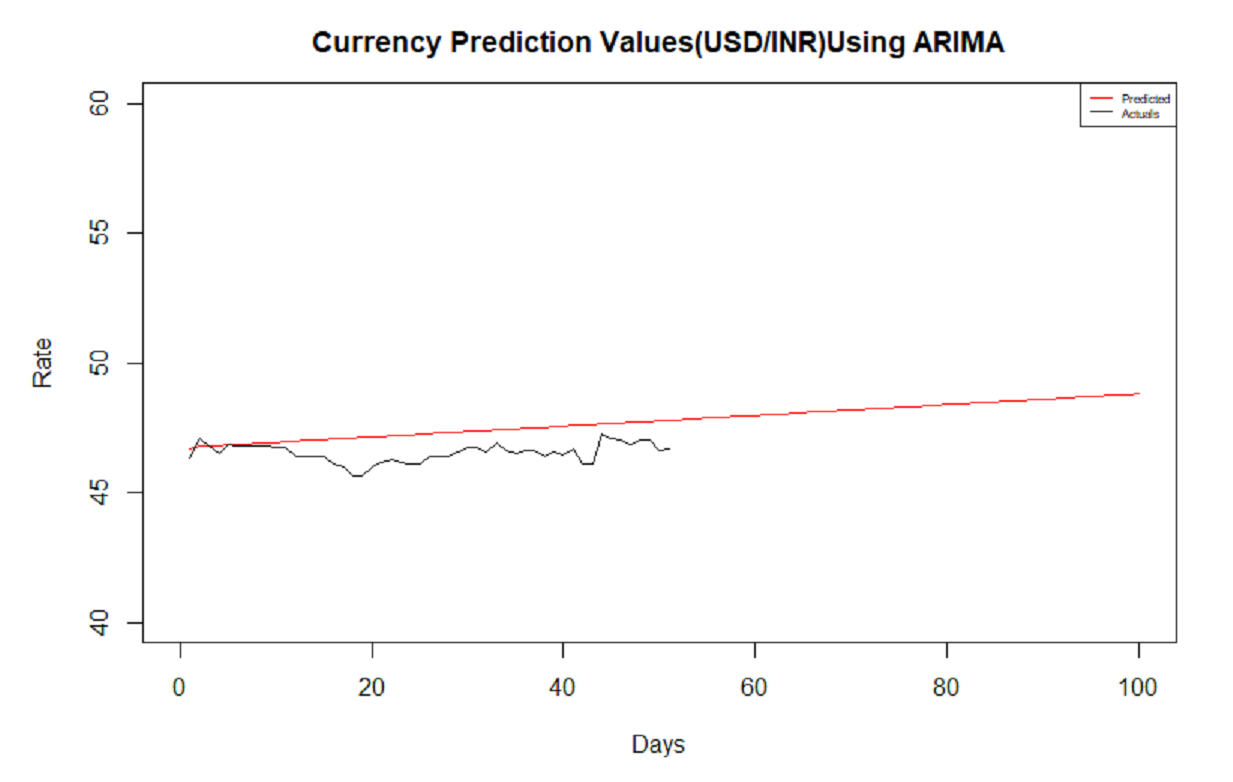 Currency Prediction Values(USD/INR)Using ARIMA
Predicted
Actuals
60
55
50
45
40
Rate
0 20 40 60 80 100
Days